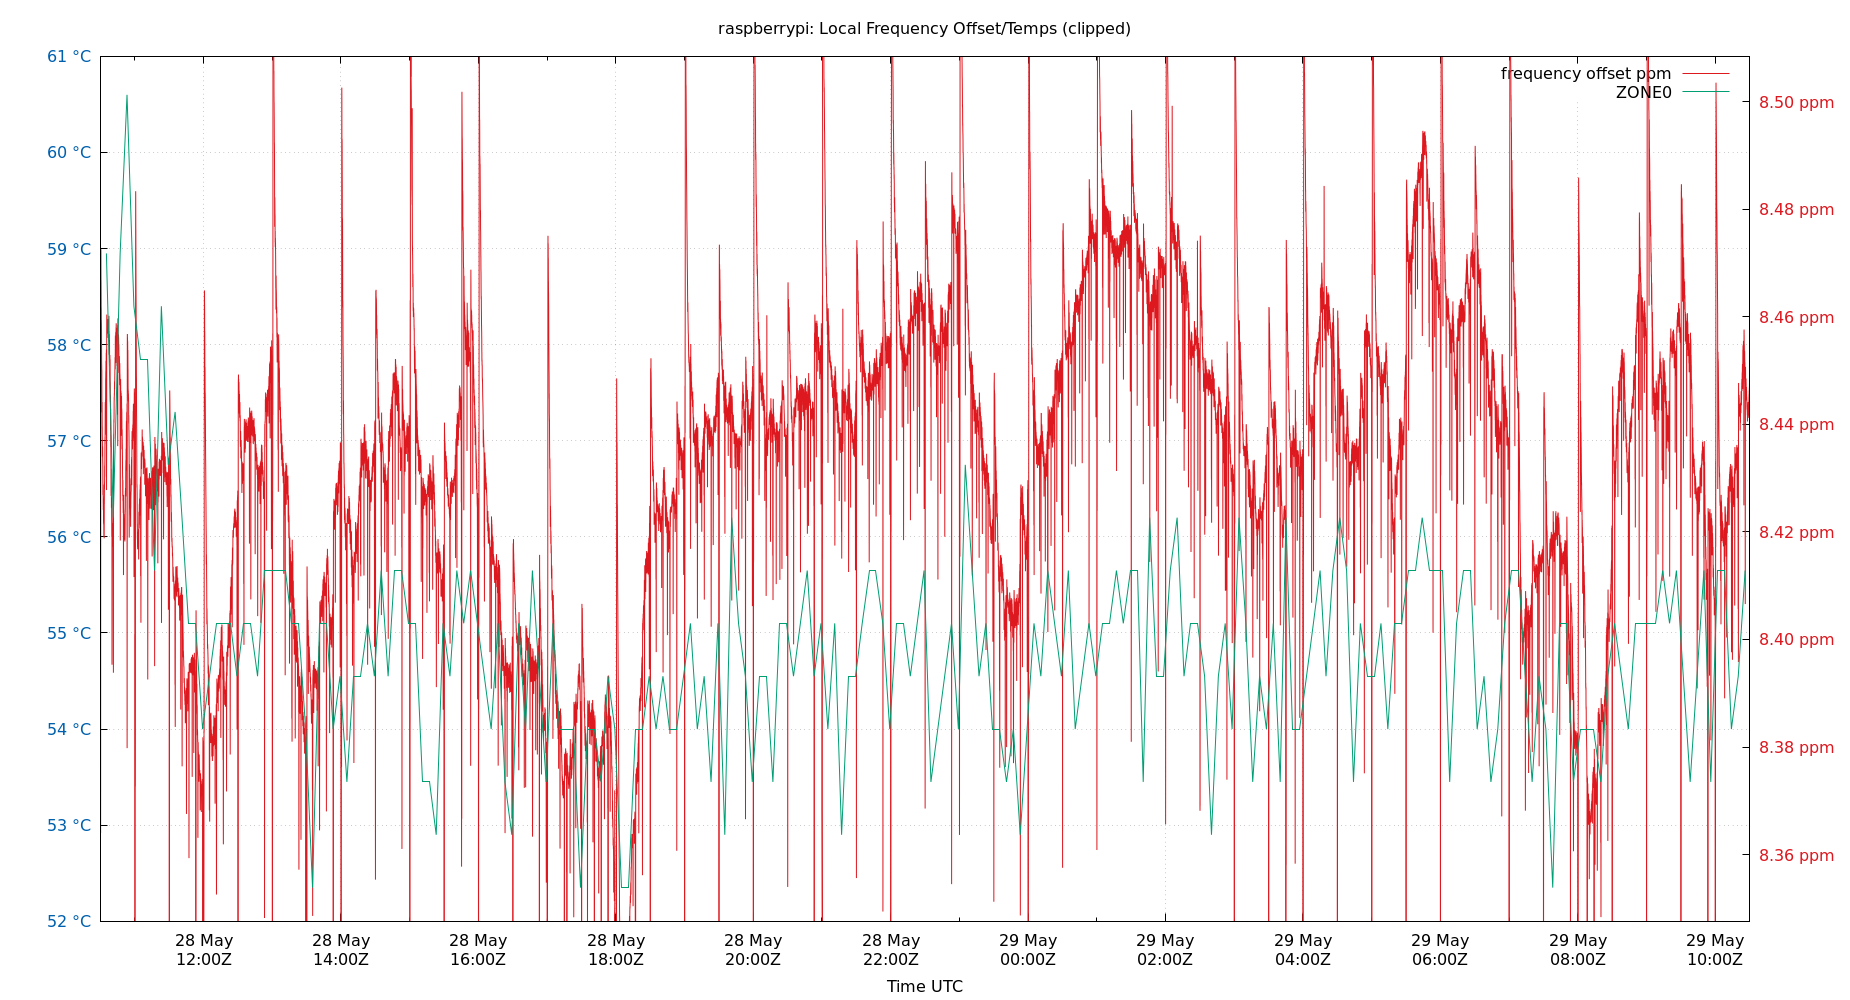 raspberrypi: Local Frequency Offset/Temps (clipped)
61 °C
60 °C
59 °C
58 °C
57 °C
56 °C
55 °C
54 °C
53 °C
52 °C
frequency offset ppm
ZONE0
8.50 ppm
8.48 ppm
8.46 ppm
8.44 ppm
8.42 ppm
8.40 ppm
8.38 ppm
8.36 ppm
28 May
12:00Z
28 May
14:00Z
28 May
16:00Z
28 May
18:00Z
28 May
20:00Z
28 May
22:00Z
29 May
00:00Z
29 May
02:00Z
29 May
04:00Z
29 May
06:00Z
29 May
08:00Z
29 May
10:00Z
Time UTC